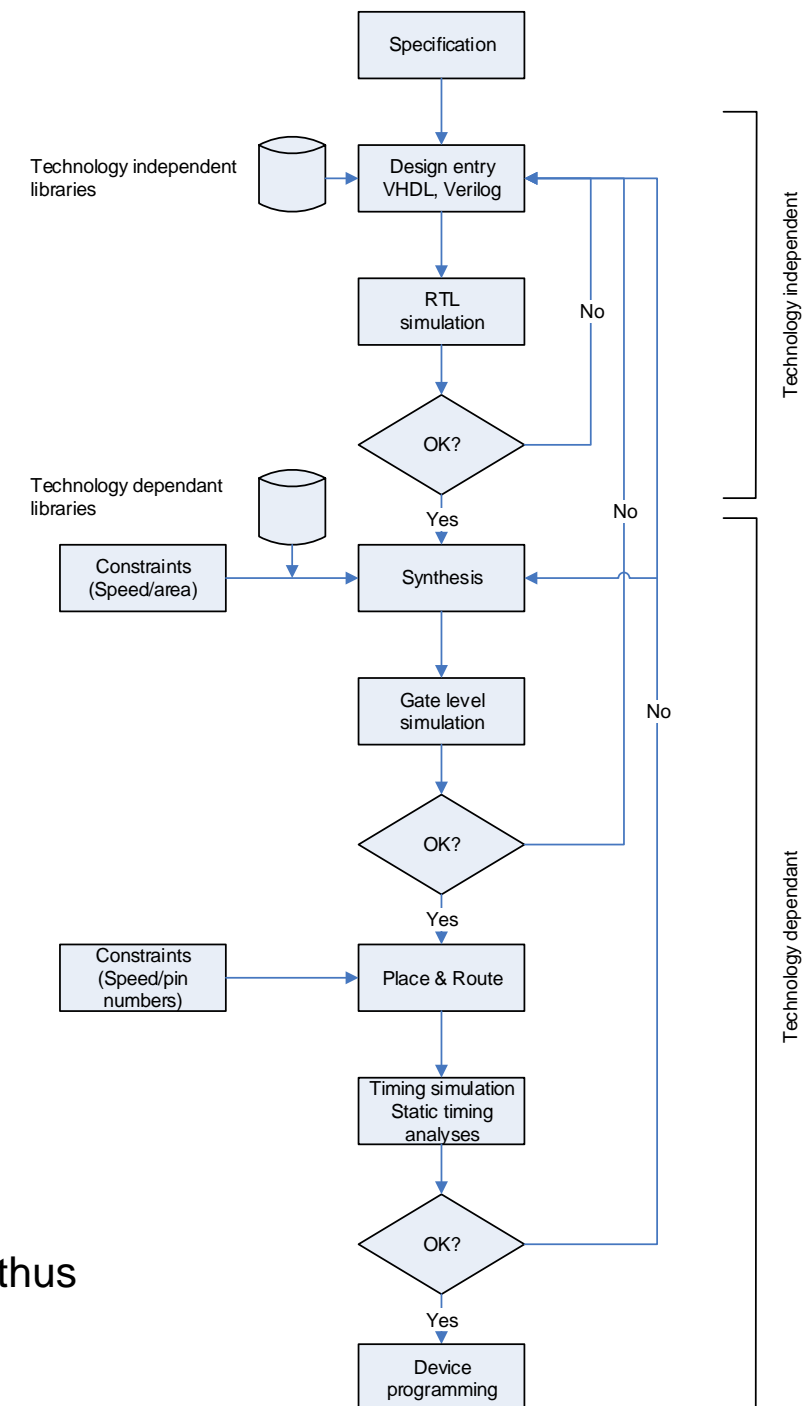 Specification
Technology independent
libraries
Design entry
VHDL, Verilog
Technology independent
RTL
simulation
No
OK?
Technology dependant
libraries
Yes
No
Constraints
(Speed/area)
Synthesis
Gate level
simulation
No
OK?
Technology dependant
Yes
Constraints
(Speed/pin
numbers)
Place & Route
Timing simulation
Static timing
analyses
OK?
thus
Yes
Device
programming